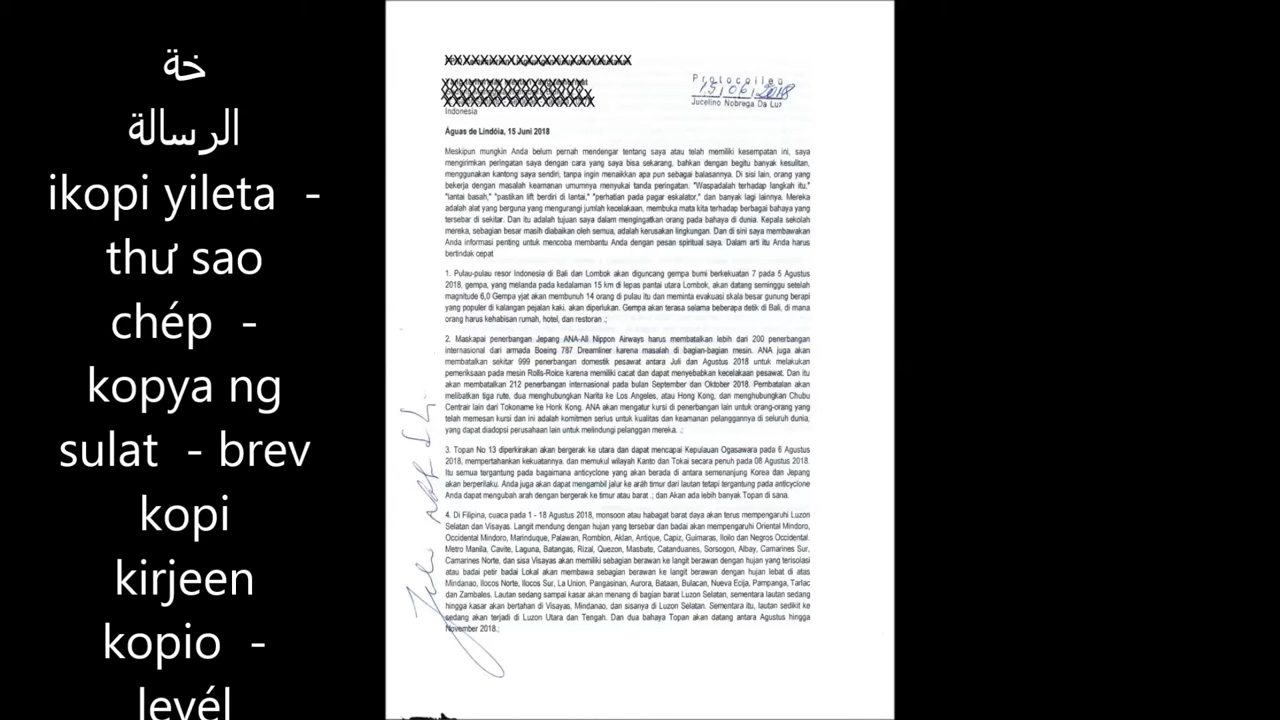 خة
الرسالة
ikopi yileta -
thư sao
chép -
kopya ng
sulat - brev
kopi
kirjeen
kopio -
levél
Protocolleo
15/06/2018
Jucelino Nobrega Da Luz
Indonesia
Águas de Lindóia, 15 Juni 2018
Meskipun mungkin Anda belum pernah mendengar tentang saya atau telah memiliki kesempatan ini, saya
mengirimkan peringatan saya dengan cara yang saya bisa sekarang, bahkan dengan begitu banyak kesulitan,
menggunakan kantong saya sendiri, tanpa ingin menaikkan apa pun sebagai balasannya. Di sisi lain, orang yang
bekerja dengan masalah keamanan umumnya menyukai tanda peringatan. "Waspadalah terhadap langkah itu,"
"lantai basah," "pastikan lift berdiri di lantai," "perhatian pada pagar eskalator," dan banyak lagi lainnya. Mereka
adalah alat yang berguna yang mengurangi jumlah kecelakaan, membuka mata kita terhadap berbagai bahaya yang
tersebar di sekitar. Dan itu adalah tujuan saya dalam mengingatkan orang pada bahaya di dunia. Kepala sekolah
mereka, sebagian besar masih diabaikan oleh semua, adalah kerusakan lingkungan. Dan di sini saya membawakan
Anda informasi penting untuk mencoba membantu Anda dengan pesan spiritual saya. Dalam arti itu Anda harus
bertindak cepat
1. Pulau-pulau resor Indonesia di Bali dan Lombok akan diguncang gempa bumi berkekuatan 7 pada 5 Agustus
2018, gempa, yang melanda pada kedalaman 15 km di lepas pantai utara Lombok, akan datang seminggu setelah
magnitude 6,0 Gempa yjat akan membunuh 14 orang di pulau itu dan meminta evakuasi skala besar gunung berapi
yang populer di kalangan pejalan kaki. akan diperlukan. Gempa akan terasa selama beberapa detik di Bali, di mana
orang harus kehabisan rumah, hotel, dan restoran .;
2. Maskapai penerbangan Jepang ANA-All Nippon Airways harus membatalkan lebih dari 200 penerbangan
internasional dari armada Boeing 787 Dreamliner karena masalah di bagian-bagian mesin. ANA juga akan
membatalkan sekitar 999 penerbangan domestik pesawat antara Juli dan Agustus 2018 untuk melakukan
pemeriksaan pada mesin Rolls-Roice karena memiliki cacat dan dapat menyebabkan kecelakaan pesawat. Dan itu
akan membatalkan 212 penerbangan internasional pada bulan September dan Oktober 2018. Pembatalan akan
melibatkan tiga rute, dua menghubungkan Narita ke Los Angeles, atau Hong Kong, dan menghubungkan Chubu
Centrair lain dari Tokoname ke Honk Kong. ANA akan mengatur kursi di penerbangan lain untuk orang-orang yang
telah memesan kursi dan ini adalah komitmen serius untuk kualitas dan keamanan pelanggannya di seluruh dunia,
yang dapat diadopsi perusahaan lain untuk melindungi pelanggan mereka. .;
3. Topan No 13 diperkirakan akan bergerak ke utara dan dapat mencapai Kepulauan Ogasawara pada 6 Agustus
2018, mempertahankan kekuatannya. dan memukul wilayah Kanto dan Tokai secara penuh pada 08 Agustus 2018.
Itu semua tergantung pada bagaimana anticyclone yang akan berada di antara semenanjung Korea dan Jepang
akan berperilaku. Anda juga akan dapat mengambil jalur ke arah timur dari lautan tetapi tergantung pada anticyclone
Anda dapat mengubah arah dengan bergerak ke timur atau barat .; dan Akan ada lebih banyak Topan di sana.
4. Di Filipina, cuaca pada 1 - 18 Agustus 2018, monsoon atau habagat barat daya akan terus mempengaruhi Luzon
Selatan dan Visayas. Langit mendung dengan hujan yang tersebar dan badai akan mempengaruhi Oriental Mindoro,
Occidental Mindoro, Marinduque, Palawan, Romblon, Aklan, Antique, Capiz, Guimaras, Iloilo dan Negros Occidental.
Metro Manila, Cavite, Laguna, Batangas, Rizal, Quezon, Masbate, Catanduanes, Sorsogon, Albay, Camarines Sur,
Camarines Norte, dan sisa Visayas akan memiliki sebagian berawan ke langit berawan dengan hujan yang terisolasi
atau badai petir badai Lokal akan membawa sebagian berawan ke langit berawan dengan hujan lebat di atas
Mindanao, Ilocos Norte, Ilocos Sur, La Union, Pangasinan, Aurora, Bataan, Bulacan, Nueva Ecija, Pampanga, Tarlac
dan Zambales. Lautan sedang sampai kasar akan menang di bagian barat Luzon Selatan, sementara lautan sedang
hingga kasar akan bertahan di Visayas, Mindanao, dan sisanya di Luzon Selatan. Sementara itu, lautan sedikit ke
sedang akan terjadi di Luzon Utara dan Tengah. Dan dua bahaya Topan akan datang antara Agustus hingga
November 2018.;